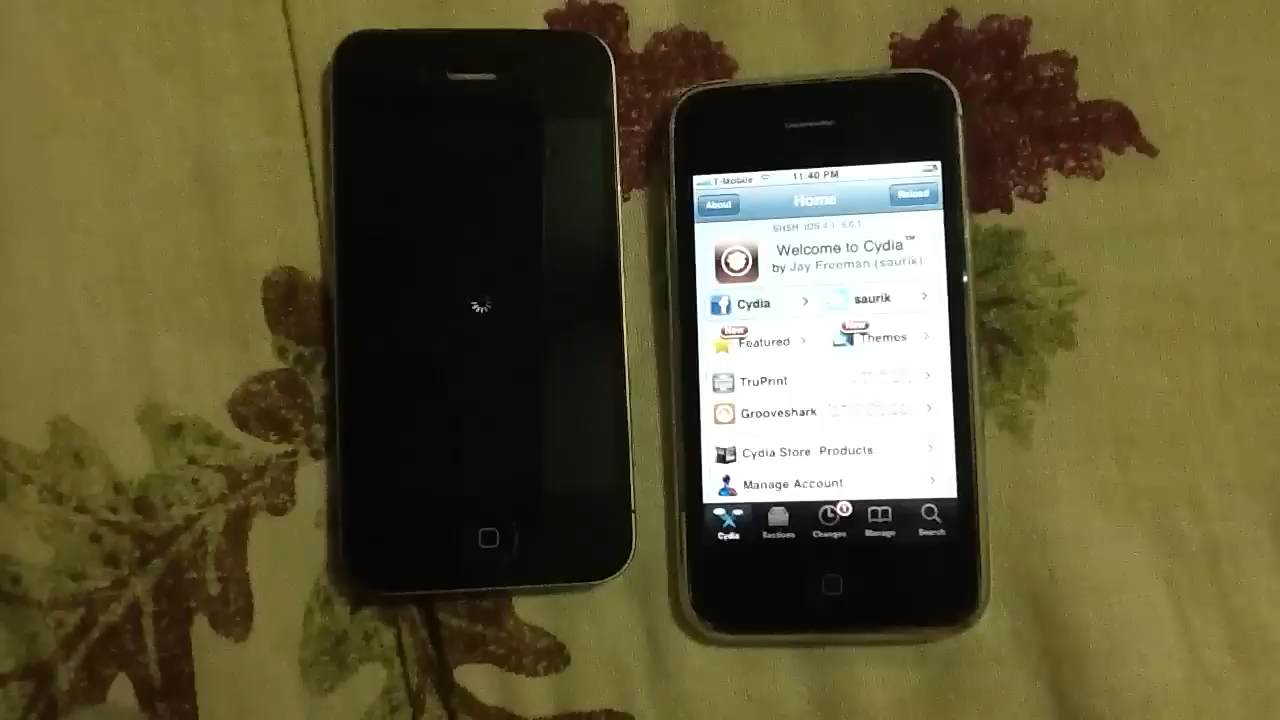 T-Mobile 11:40 PM
About Home Reload
Welcome to Cydia™
by Jay Freeman (saurik)
Cydia saurik
New New
Featured Themes
TruPrint
Grooveshark
Cydia Store Products
Manage Account
Cydia Sections Changes Manage Search